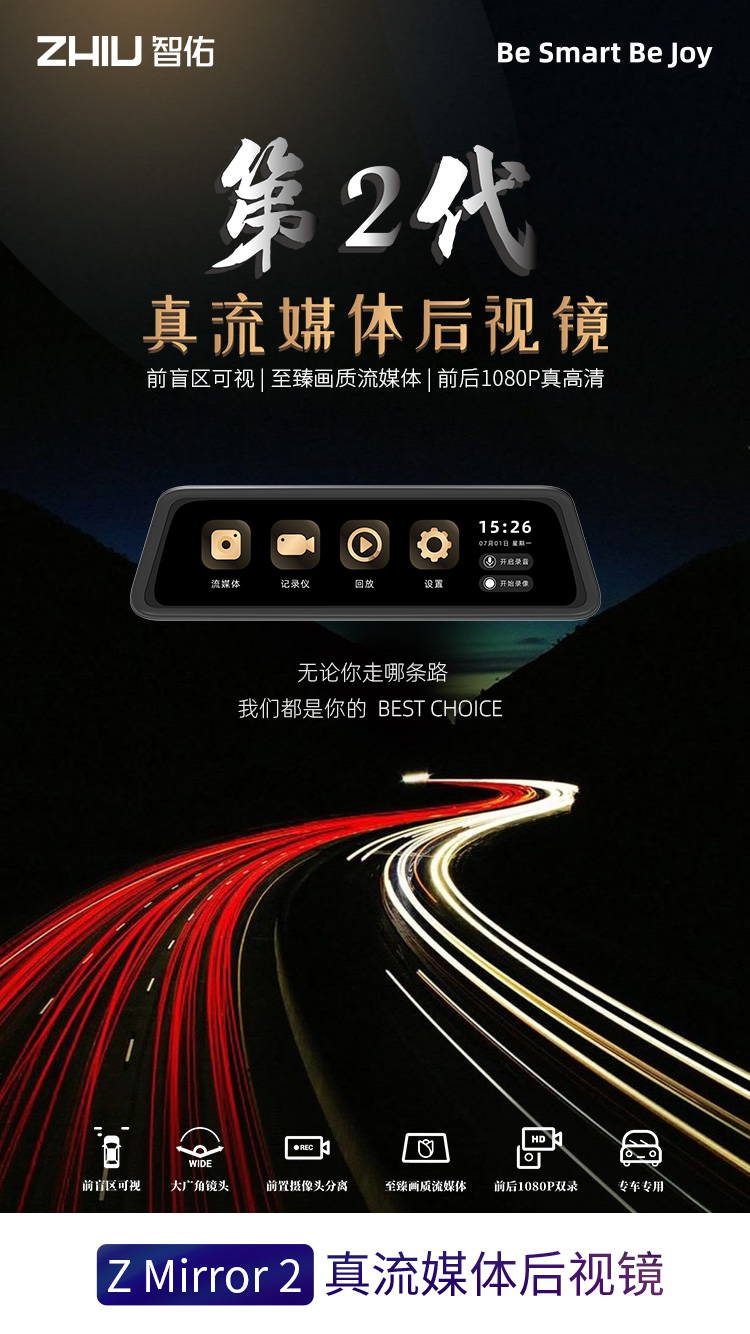 ZHIU 智佑
Be Smart Be Joy
第2代
真流媒体后视镜
前盲区可视 | 至臻画质流媒体 | 前后1080P真高清
15:26
07月01日 星期一
开启录音
开始录像
流媒体 记录仪 回放 设置
无论你走哪条路
我们都是你的 BEST CHOICE
WIDE
REC
HD
前盲区可视 大广角镜头 前置摄像头分离 至臻画质流媒体 前后1080P双录 专车专用
Z Mirror 2 真流媒体后视镜